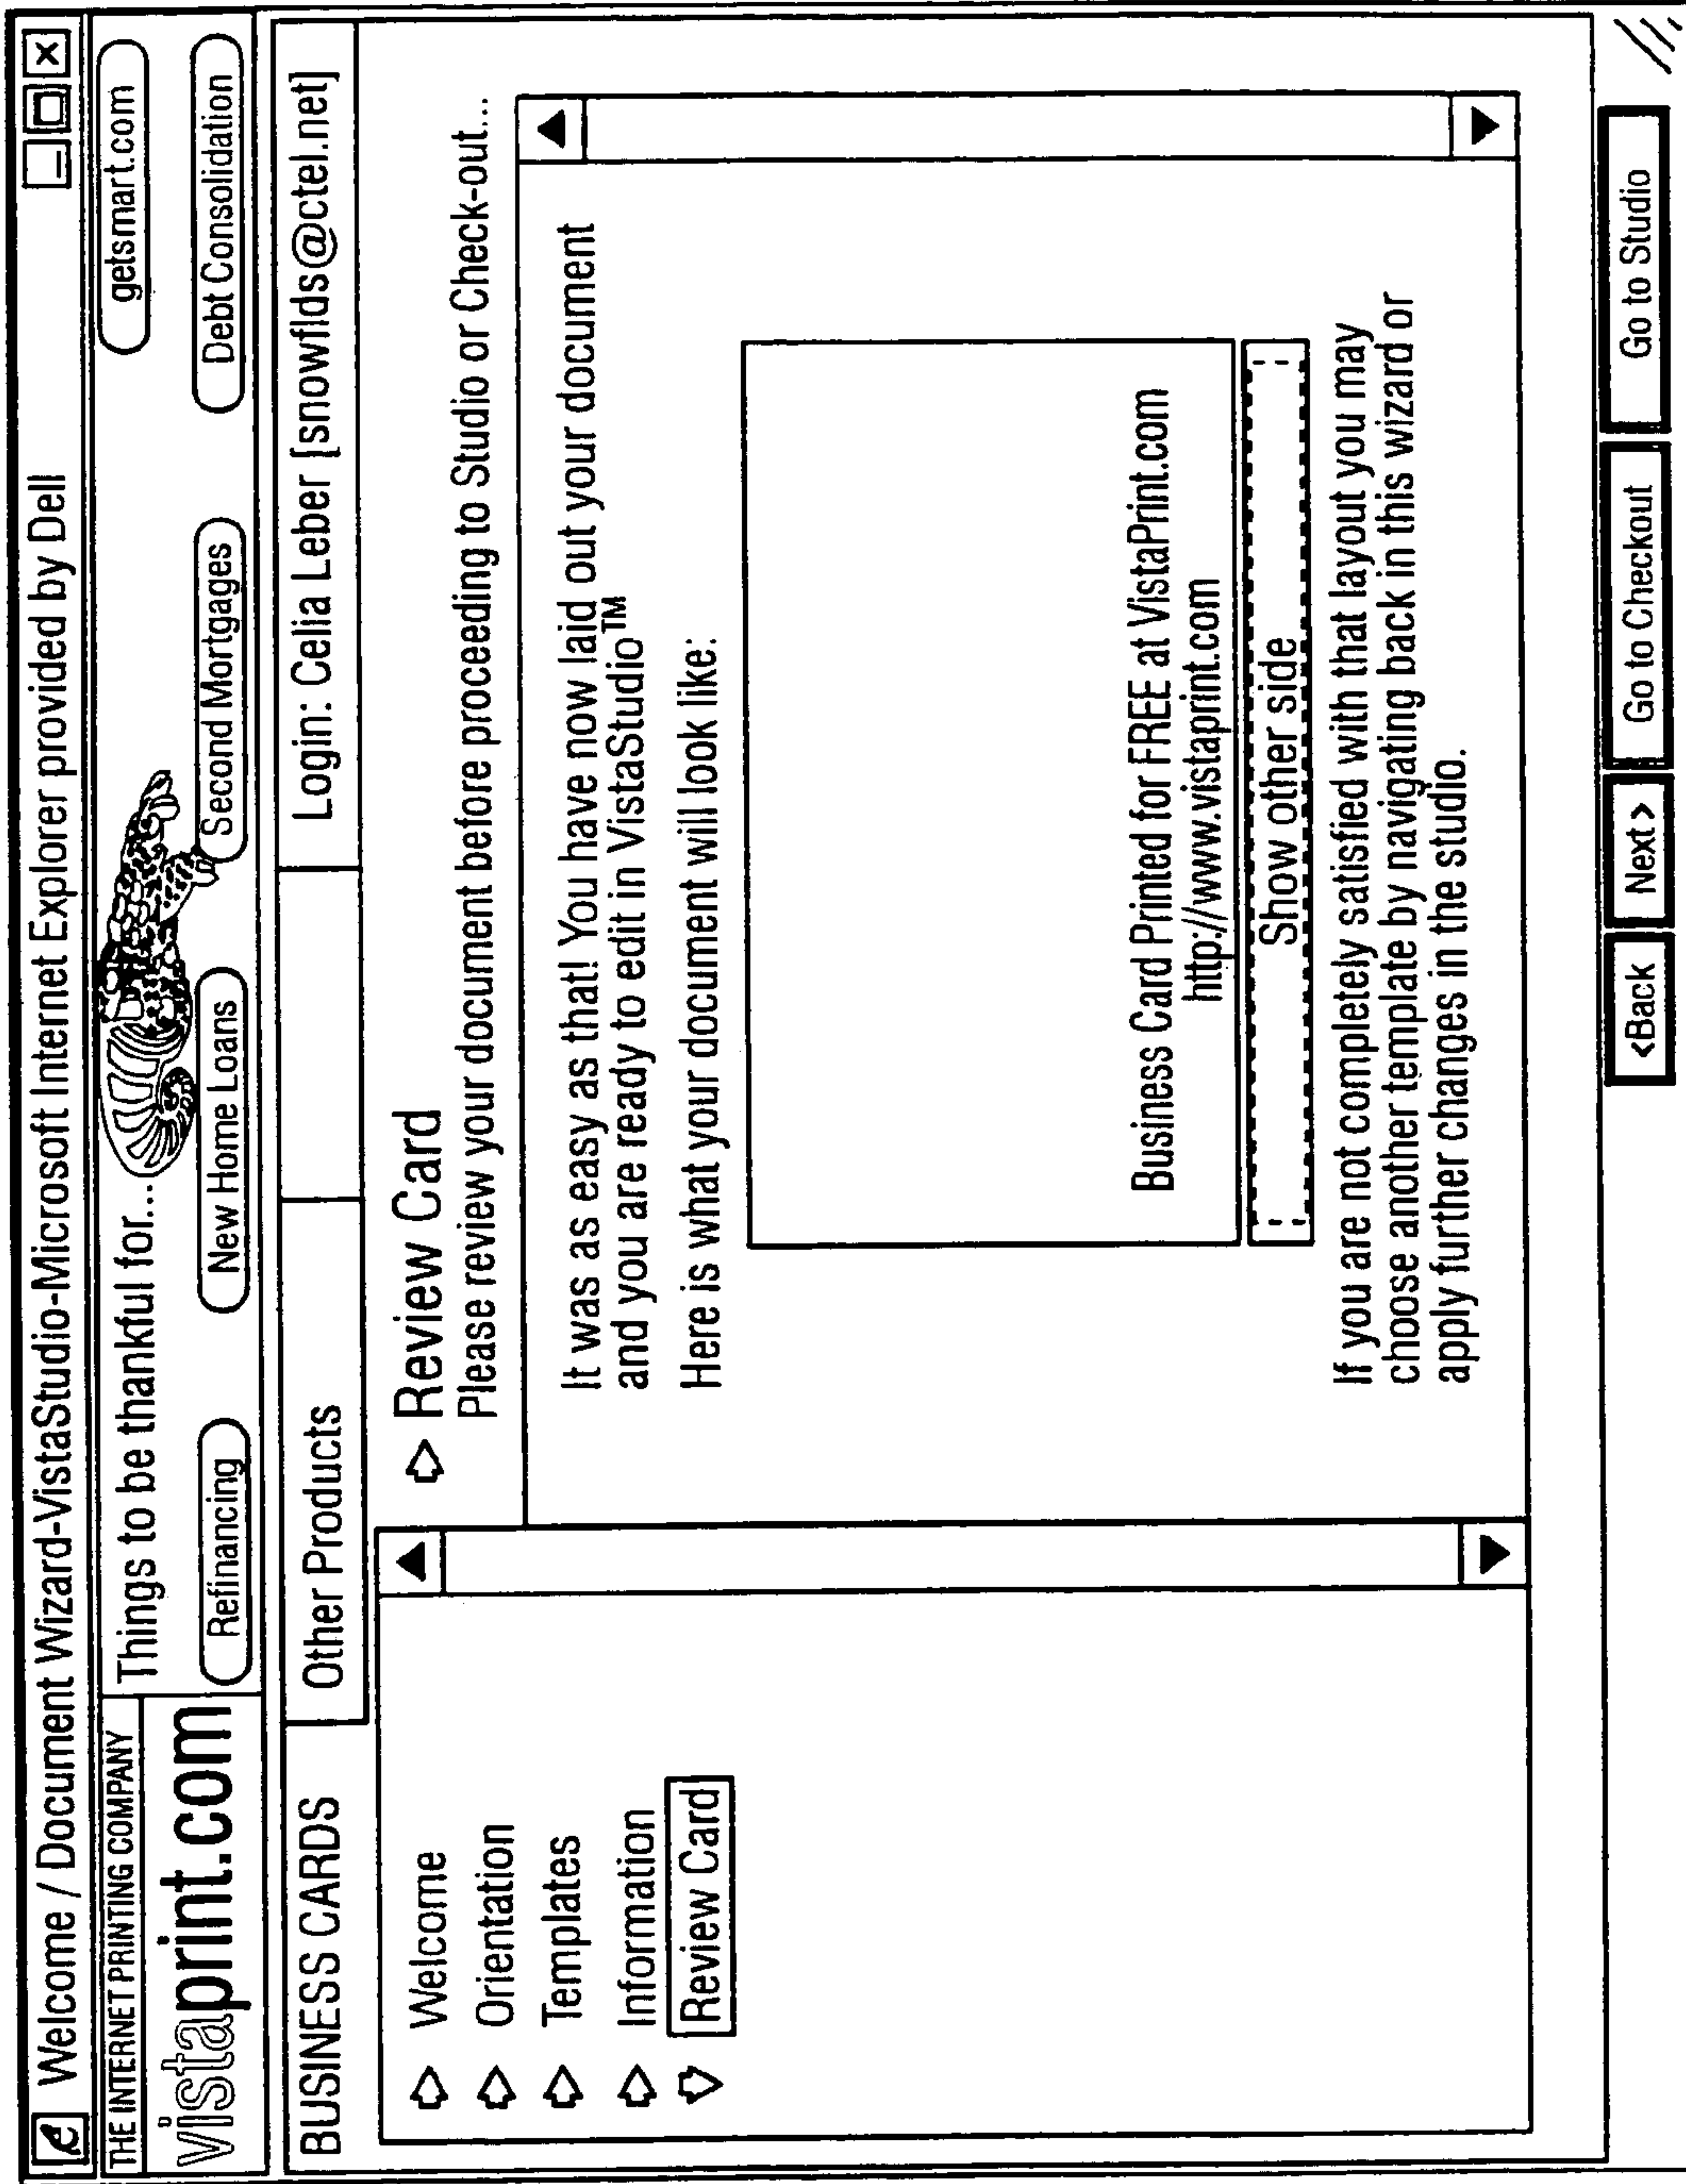 Welcome / Document Wizard-VistaStudio-Microsoft Internet Explorer provided by Dell
THE INTERNET PRINTING COMPANY
vistaprint.com
Things to be thankful for...
getsmart.com
Refinancing
New Home Loans
Second Mortgages
Debt Consolidation
BUSINESS CARDS
Other Products
Login: Celia Leber [snowflds@ctel.net]
Welcome
Orientation
Templates
Information
Review Card
Review Card
Please review your document before proceeding to Studio or Check-out...
It was as easy as that! You have now laid out your document
and you are ready to edit in VistaStudio™
Here is what your document will look like:
Business Card Printed for FREE at VistaPrint.com
http://www.vistaprint.com
Show other side
If you are not completely satisfied with that layout you may
choose another template by navigating back in this wizard or
apply further changes in the studio.
<Back
Next>
Go to Checkout
Go to Studio